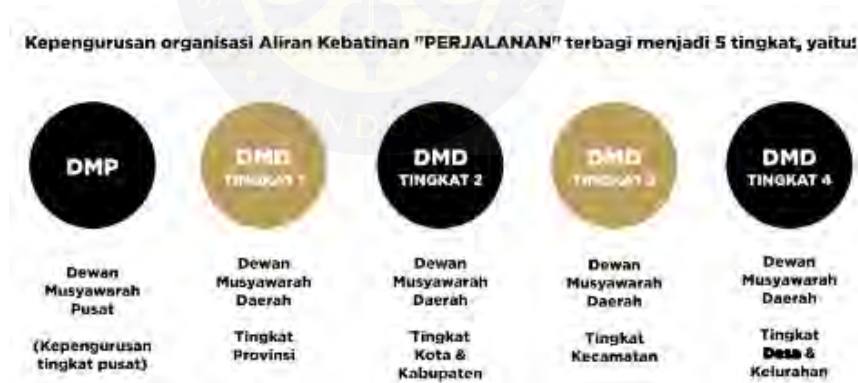 Kepengurusan organisasi Aliran Kebatinan "PERJALANAN" terbagi menjadi 5 tingkat, yaitu:
DMP
DMD
TINGKAT 1
DMD
TINGKAT 2
DMD
TINGKAT 3
DMD
TINGKAT 4
Dewan
Musyawarah
Pusat
(Kepengurusan
tingkat pusat)
Dewan
Musyawarah
Daerah
Tingkat
Provinsi
Dewan
Musyawarah
Daerah
Tingkat
Kota &
Kabupaten
Dewan
Musyawarah
Daerah
Tingkat
Kecamatan
Dewan
Musyawarah
Daerah
Tingkat
Desa &
Kelurahan